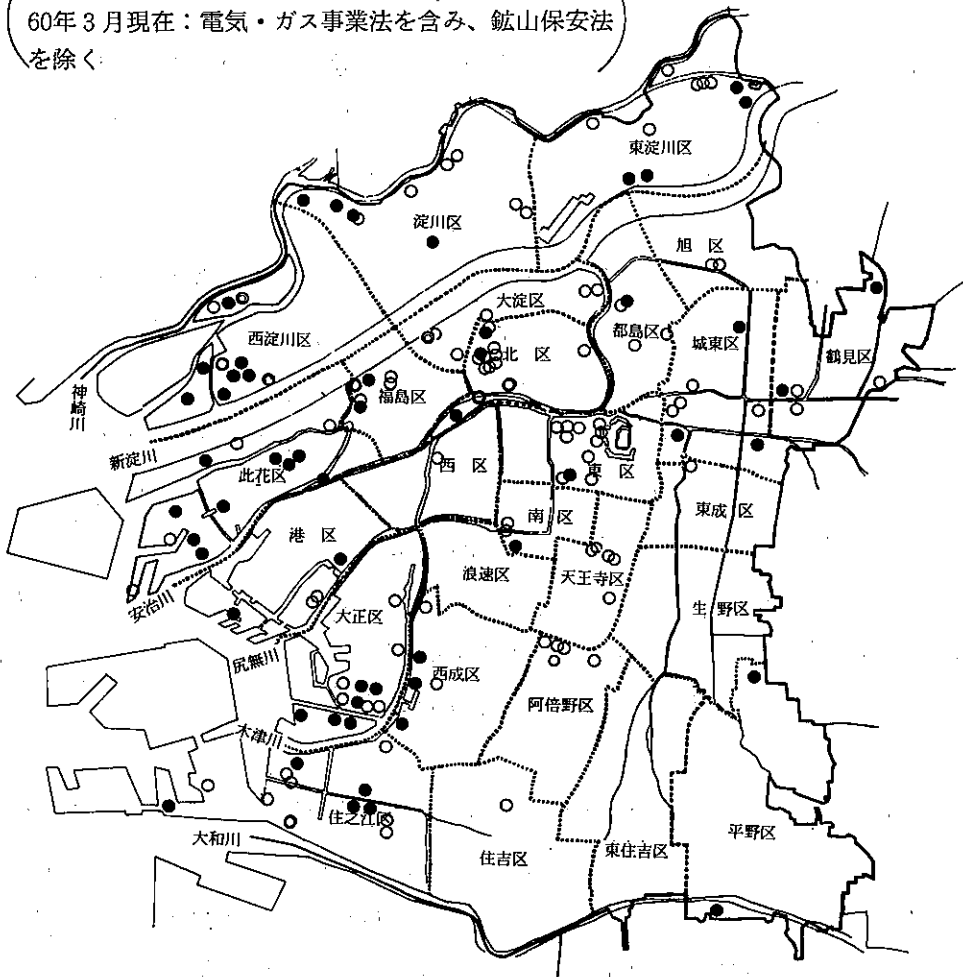 60年3月現在：電気・ガス事業法を含み、鉱山保安法
を除く
東淀川区
淀川区
旭区
大淀区
都島区
城東区
北区
鶴見区
西淀川区
福島区
神崎川
新淀川
此花区
西区
東区
東成区
南区
港区
浪速区
天王寺区
安治川
大正区
生野区
尻無川
西成区
阿倍野区
木津川
住之江区
大和川
住吉区
東住吉区
平野区